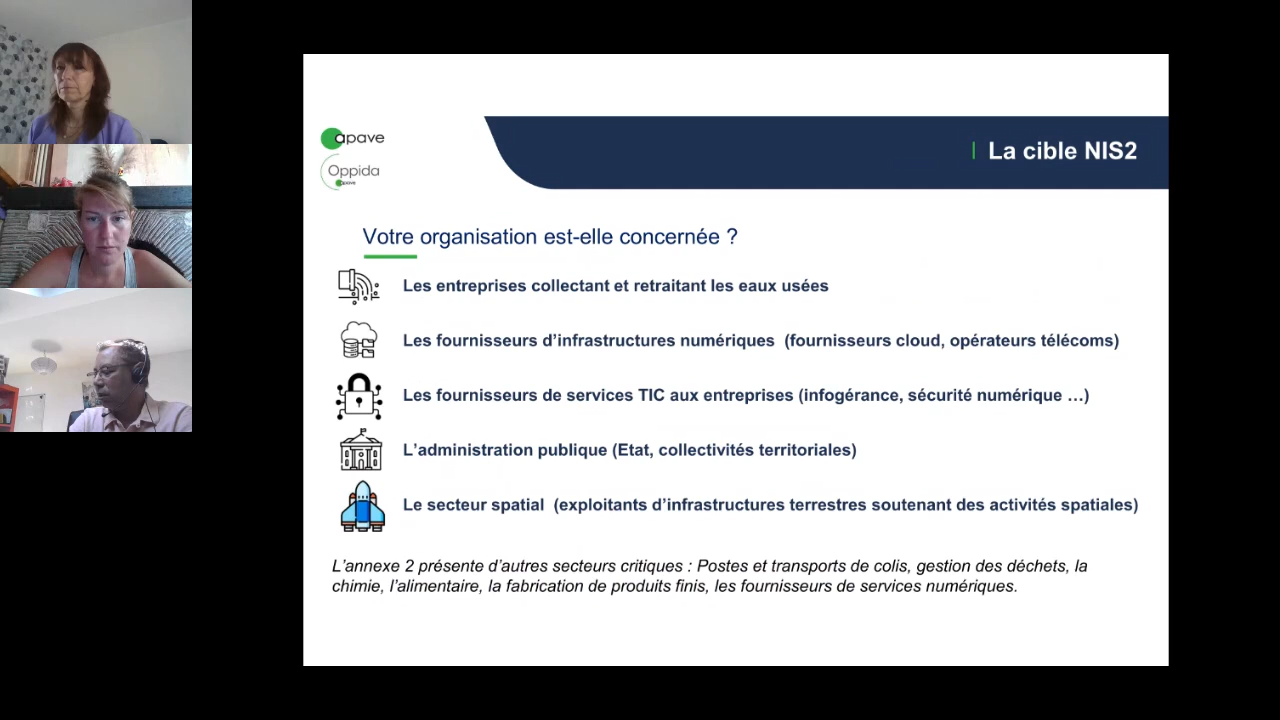 apave
Oppida
apave
La cible NIS2
Votre organisation est-elle concernée ?
Les entreprises collectant et retraitant les eaux usées
Les fournisseurs d’infrastructures numériques (fournisseurs cloud, opérateurs télécoms)
Les fournisseurs de services TIC aux entreprises (infogérance, sécurité numérique …)
L’administration publique (Etat, collectivités territoriales)
Le secteur spatial (exploitants d’infrastructures terrestres soutenant des activités spatiales)
L’annexe 2 présente d’autres secteurs critiques : Postes et transports de colis, gestion des déchets, la
chimie, l’alimentaire, la fabrication de produits finis, les fournisseurs de services numériques.